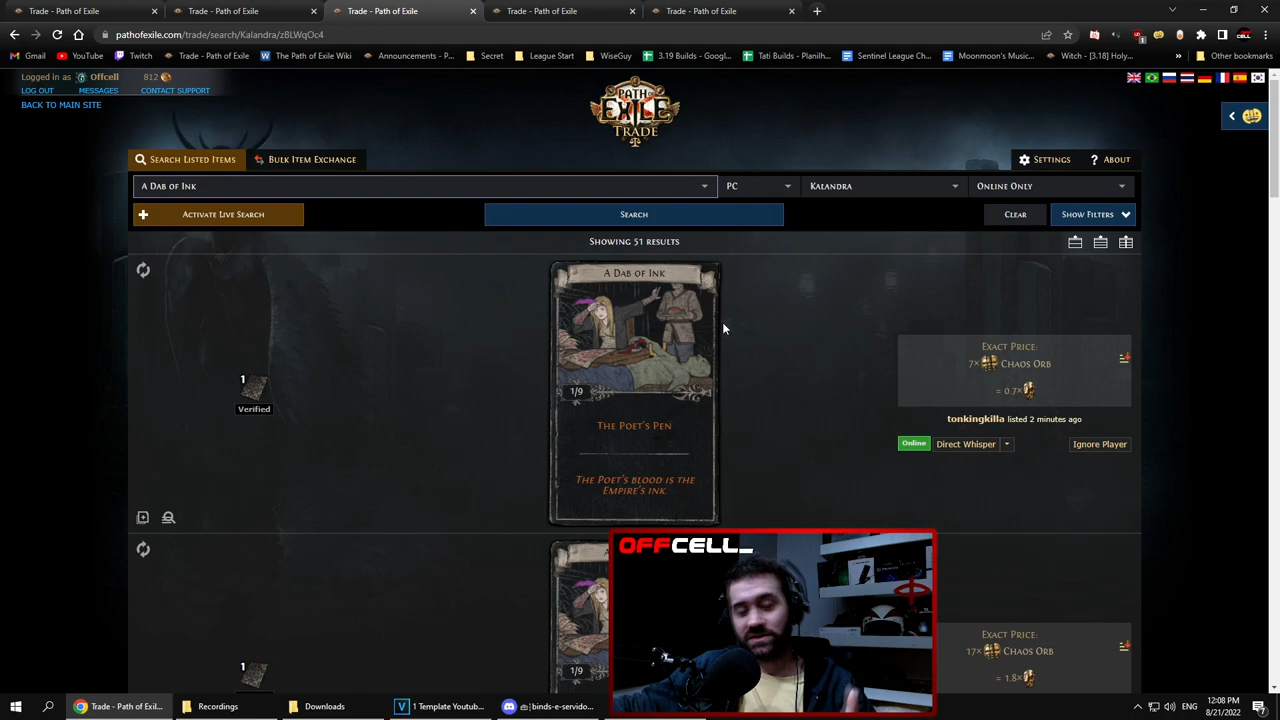 Trade - Path of Exile
Trade - Path of Exile
Trade - Path of Exile
Trade - Path of Exile
Trade - Path of Exile
pathofexile.com/trade/search/Kalandra/zBLWqOc4
Gmail
YouTube
Twitch
Trade - Path of Exile
The Path of Exile Wiki
Announcements - P...
Secret
League Start
WiseGuy
3.19 Builds - Googl...
Tati Builds - Planilh...
Sentinel League Ch...
Moonmoon's Music...
Witch - [3.18] Holy...
»
Other bookmarks
Logged in as Offcell 812
LOG OUT MESSAGES CONTACT SUPPORT
BACK TO MAIN SITE
PATH OF EXILE
TRADE
Search Listed Items
Bulk Item Exchange
Settings
? About
A Dab of Ink
PC
Kalandra
Online Only
Activate Live Search
Search
Clear
Show Filters
Showing 51 results
A Dab of Ink
1/9
The Poet's Pen
The Poet's blood is the
Empire's ink.
1
Verified
Exact Price:
7× Chaos Orb
= 0.7×
tonkingkilla listed 2 minutes ago
Online
Direct Whisper
Ignore Player
1
1/9
OFFCELL_
Exact Price:
17× Chaos Orb
= 1.8×
Trade - Path of Exil...
Recordings
Downloads
1 Template Youtub...
binds-e-servido...
ENG
12:08 PM
8/21/2022